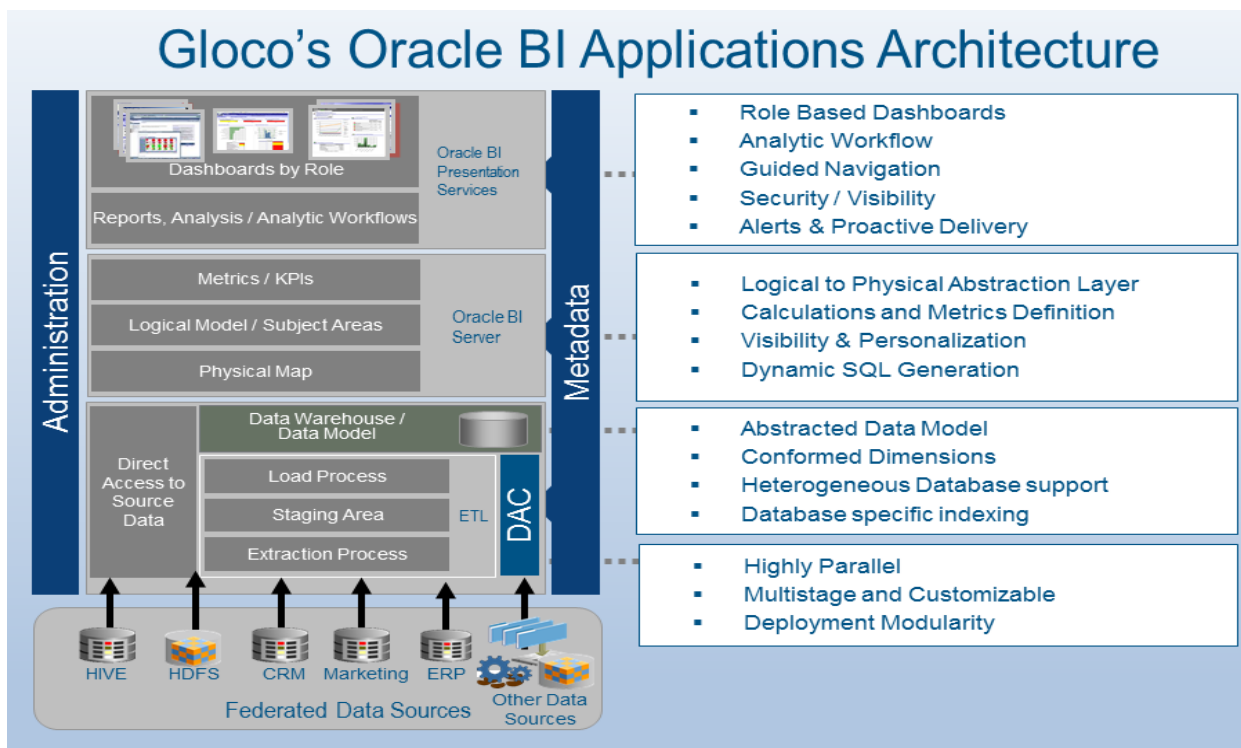 Gloco's Oracle BI Applications Architecture
Administration
Dashboards by Role
Reports, Analysis / Analytic Workflows
Oracle BI
Presentation
Services
Metrics / KPIs
Logical Model / Subject Areas
Physical Map
Oracle BI
Server
Direct
Access to
Source
Data
Data Warehouse /
Data Model
Load Process
Staging Area
Extraction Process
ETL
DAC
Metadata
▪ Role Based Dashboards
▪ Analytic Workflow
▪ Guided Navigation
▪ Security / Visibility
▪ Alerts & Proactive Delivery
▪ Logical to Physical Abstraction Layer
▪ Calculations and Metrics Definition
▪ Visibility & Personalization
▪ Dynamic SQL Generation
▪ Abstracted Data Model
▪ Conformed Dimensions
▪ Heterogeneous Database support
▪ Database specific indexing
▪ Highly Parallel
▪ Multistage and Customizable
▪ Deployment Modularity
HIVE
HDFS
CRM
Marketing
ERP
Other Data
Sources
Federated Data Sources